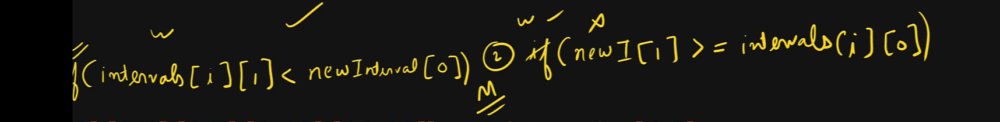 w w s
if(intervals[i][1] < newInterval[0]) ② if(newI[1] >= intervals[i][0])
M